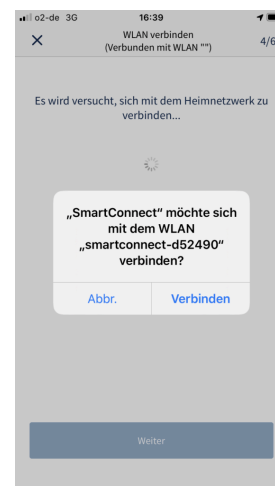 o2-de 3G 16:39
WLAN verbinden
(Verbunden mit WLAN "")
4/6
Es wird versucht, sich mit dem Heimnetzwerk zu
verbinden...
„SmartConnect“ möchte sich
mit dem WLAN
„smartconnect-d52490“
verbinden?
Abbr. Verbinden
Weiter